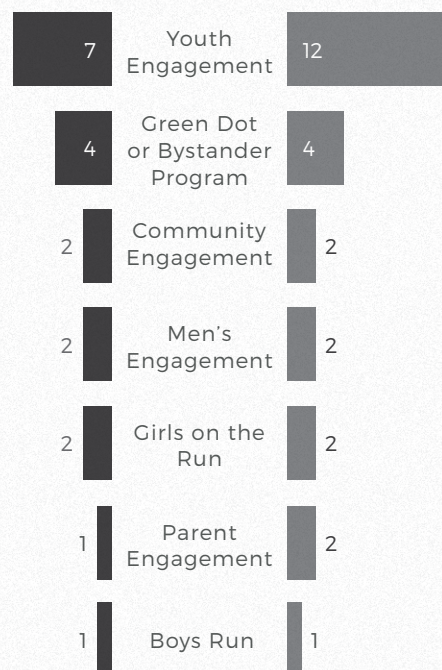 7 Youth Engagement 12
4 Green Dot or Bystander Program 4
2 Community Engagement 2
2 Men’s Engagement 2
2 Girls on the Run 2
1 Parent Engagement 2
1 Boys Run 1